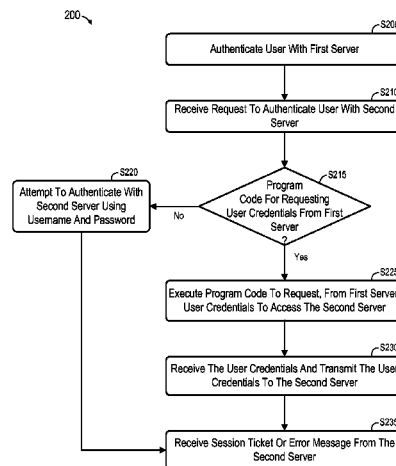 200
S205
Authenticate User With First Server
S210
Receive Request To Authenticate User With Second
Server
S215
Program
Code For Requesting
User Credentials From First
Server
?
S220
Attempt To Authenticate With
Second Server Using
Username And Password
No
Yes
S225
Execute Program Code To Request, From First Server,
User Credentials To Access The Second Server
S230
Receive The User Credentials And Transmit The User
Credentials To The Second Server
S235
Receive Session Ticket Or Error Message From The
Second Server